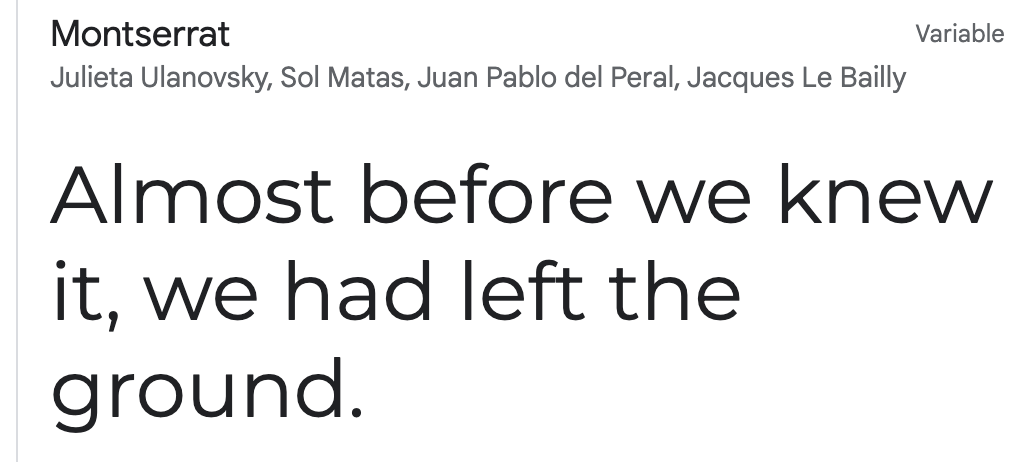 Montserrat
Variable
Julieta Ulanovsky, Sol Matas, Juan Pablo del Peral, Jacques Le Bailly
Almost before we knew
it, we had left the
ground.